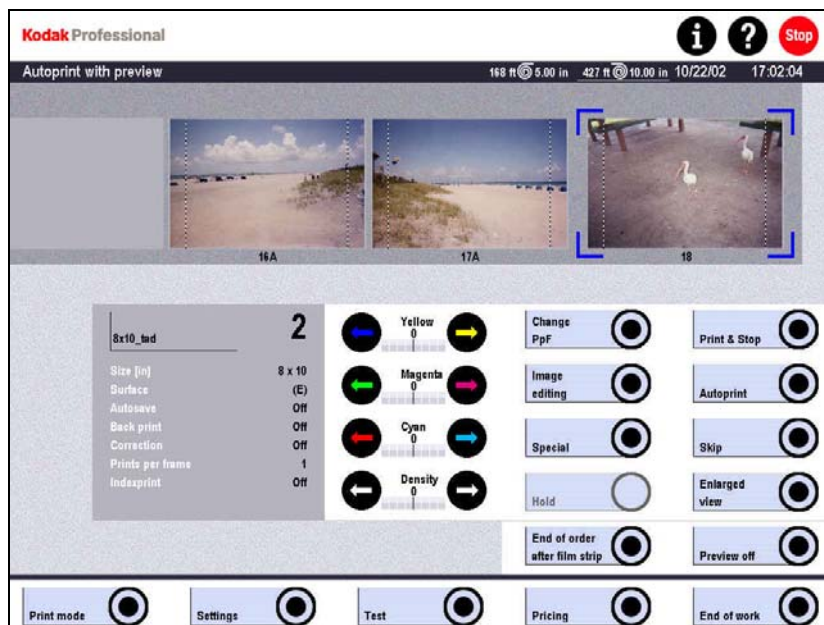 Kodak Professional
i ? Stop
Autoprint with preview 168 ft 5.00 in 427 ft 10.00 in 10/22/02 17:02:04
16A 17A 18
8x10_tad 2
Size [in] 8 x 10
Surface (E)
Autosave Off
Back print Off
Correction Off
Prints per frame 1
Indexprint Off
Yellow
0
Magenta
0
Cyan
0
Density
0
Change
PpF
Print & Stop
Image
editing
Autoprint
Special
Skip
Hold
Enlarged
view
End of order
after film strip
Preview off
Print mode Settings Test Pricing End of work